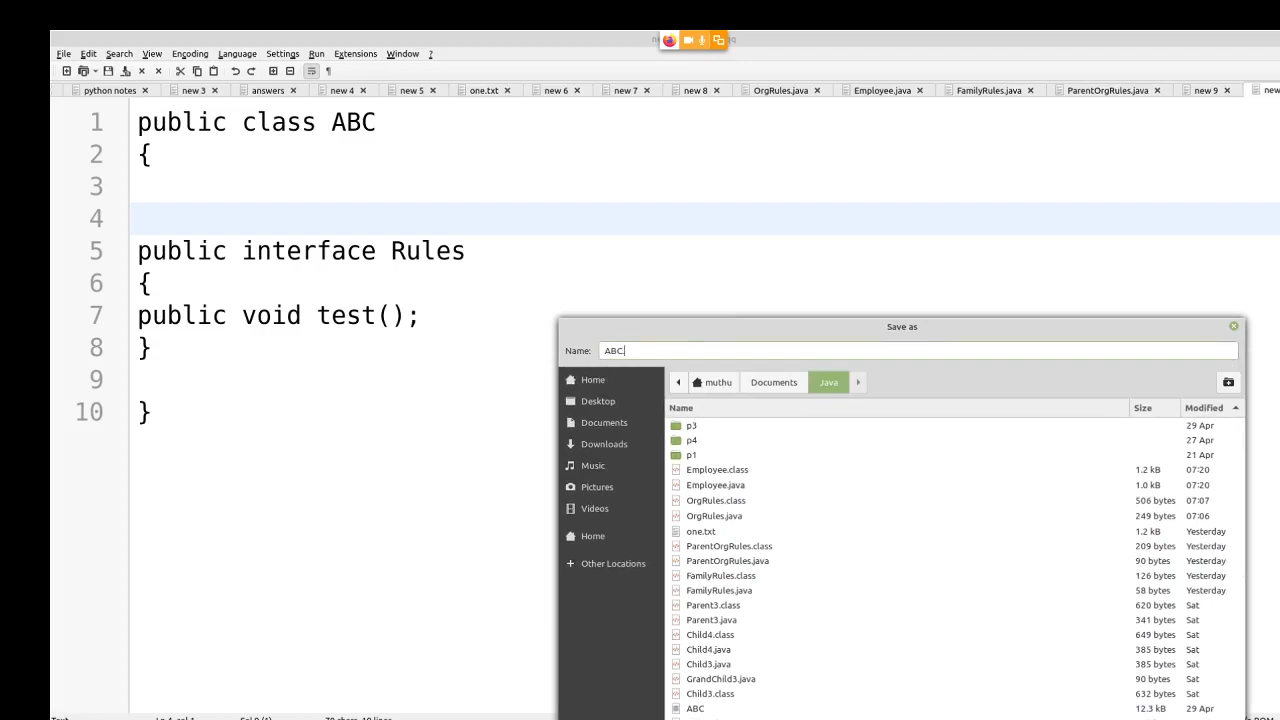 File Edit Search View Encoding Language Settings Run Extensions Window ?
python notes new 3 answers new 4 new 5 one.txt new 6 new 7 new 8 OrgRules.java Employee.java FamilyRules.java ParentOrgRules.java new 9 new
1 public class ABC
2 {
3
4
5 public interface Rules
6 {
7 public void test();
8 }
9
10 }
Save as
Name: ABC.
muthu Documents Java
Home
Desktop
Documents
Downloads
Music
Pictures
Videos
Home
Other Locations
Name Size Modified
p3 29 Apr
p4 27 Apr
p1 21 Apr
Employee.class 1.2 kB 07:20
Employee.java 1.0 kB 07:20
OrgRules.class 506 bytes 07:07
OrgRules.java 249 bytes 07:06
one.txt 1.2 kB Yesterday
ParentOrgRules.class 209 bytes Yesterday
ParentOrgRules.java 90 bytes Yesterday
FamilyRules.class 126 bytes Yesterday
FamilyRules.java 58 bytes Yesterday
Parent3.class 620 bytes Sat
Parent3.java 341 bytes Sat
Child4.class 649 bytes Sat
Child4.java 385 bytes Sat
Child3.java 385 bytes Sat
GrandChild3.java 90 bytes Sat
Child3.class 632 bytes Sat
ABC 12.3 kB 29 Apr